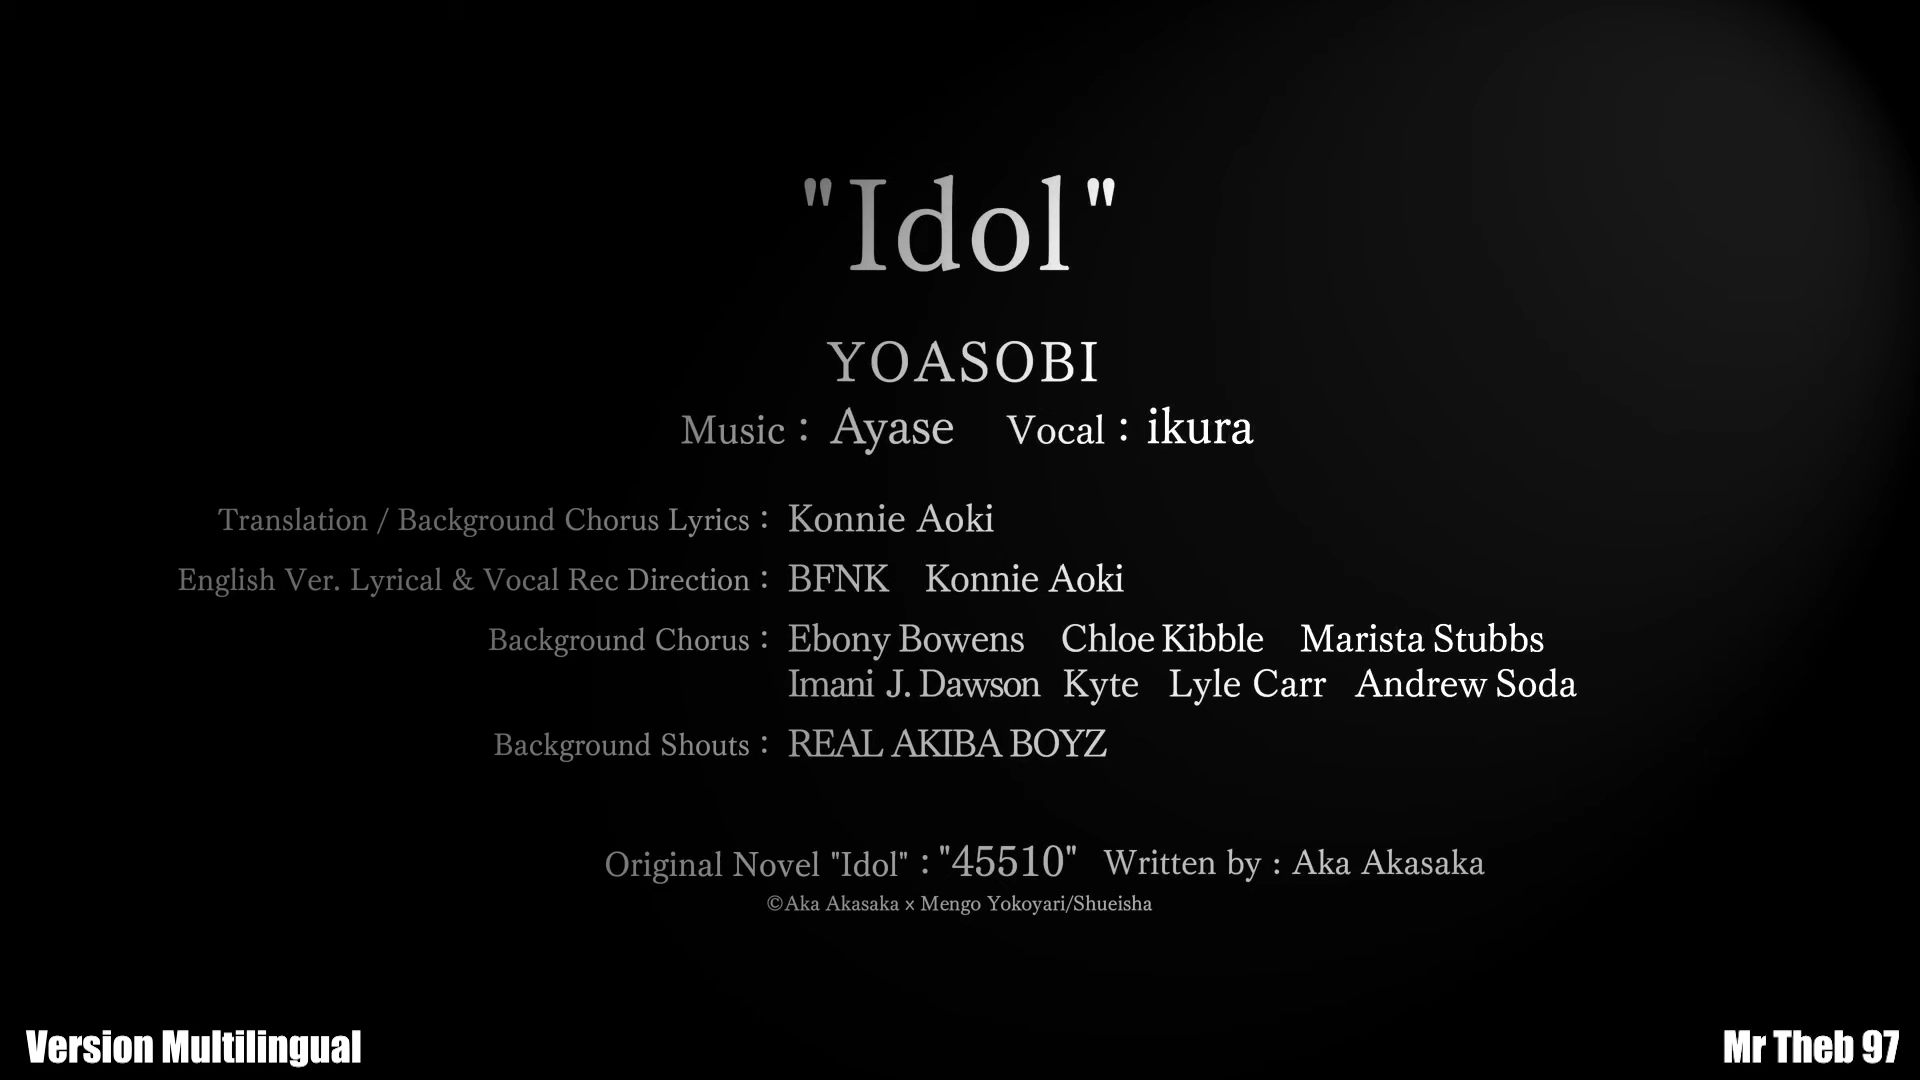 "Idol"
YOASOBI
Music : Ayase Vocal : ikura
Translation / Background Chorus Lyrics : Konnie Aoki
English Ver. Lyrical & Vocal Rec Direction : BFNK Konnie Aoki
Background Chorus : Ebony Bowens Chloe Kibble Marista Stubbs
Imani J. Dawson Kyte Lyle Carr Andrew Soda
Background Shouts : REAL AKIBA BOYZ
Original Novel "Idol" : "45510" Written by : Aka Akasaka
©Aka Akasaka x Mengo Yokoyari/Shueisha
Version Multilingual
Mr Theb 97